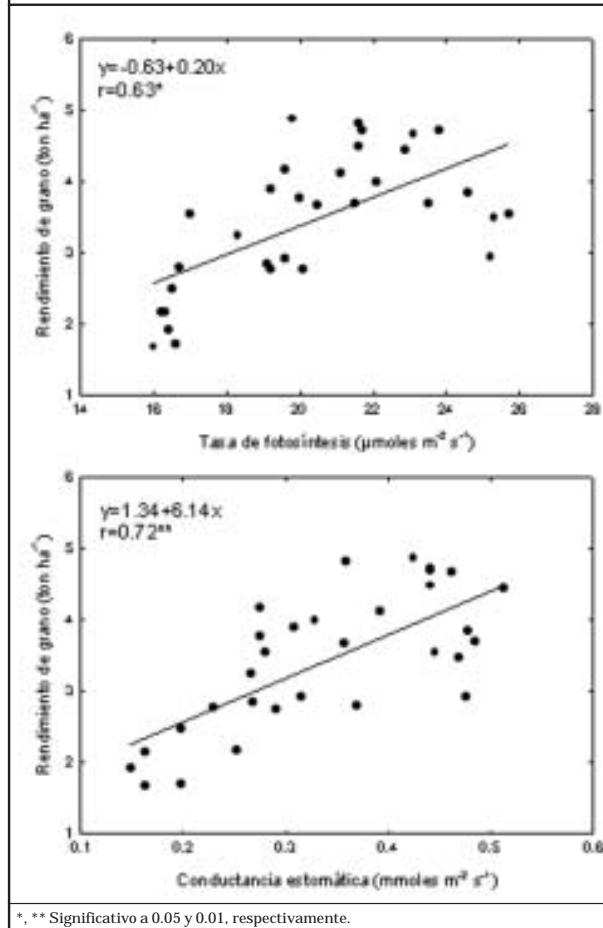 y=-0.63+0.20x
r=0.63*
Rendimiento de grano (ton ha⁻¹)
6
5
4
3
2
1
14 16 18 20 22 24 26 28
Tasa de fotosíntesis (µmoles m⁻² s⁻¹)
y=1.34+6.14x
r=0.72**
Rendimiento de grano (ton ha⁻¹)
6
5
4
3
2
1
0.1 0.2 0.3 0.4 0.5 0.6
Conductancia estomática (mmoles m⁻² s⁻¹)
*, ** Significativo a 0.05 y 0.01, respectivamente.